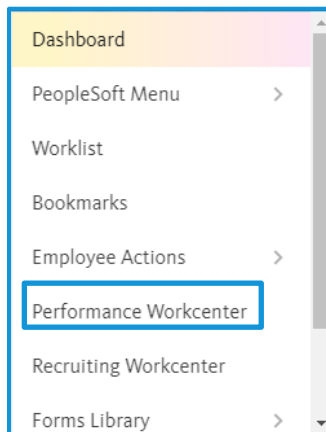 Dashboard
PeopleSoft Menu
Worklist
Bookmarks
Employee Actions
Performance Workcenter
Recruiting Workcenter
Forms Library